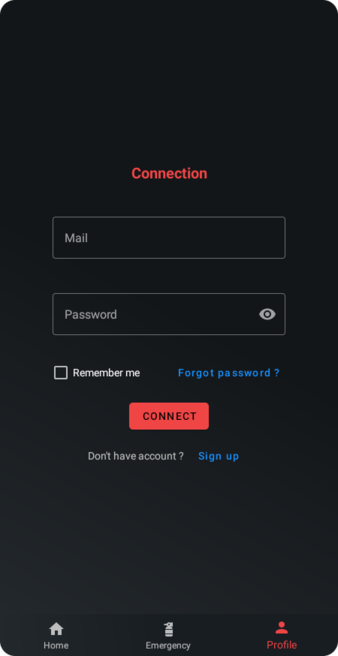 Connection
Mail
Password
Remember me Forgot password ?
CONNECT
Don't have account ? Sign up
Home Emergency Profile